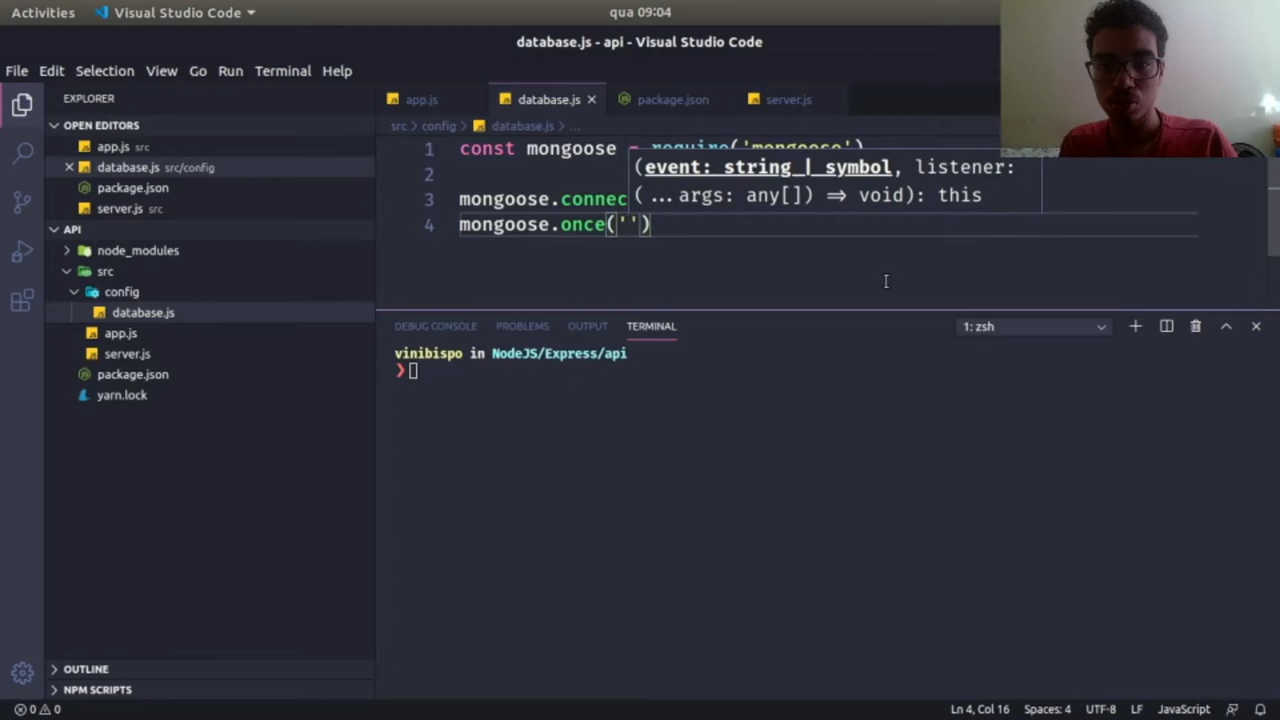 Activities
Visual Studio Code
qua 09:04
database.js - api - Visual Studio Code
File Edit Selection View Go Run Terminal Help
EXPLORER
OPEN EDITORS
app.js src
database.js src/config
package.json
server.js src
API
node_modules
src
config
database.js
app.js
server.js
package.json
yarn.lock
OUTLINE
NPM SCRIPTS
app.js
database.js
package.json
server.js
src > config > database.js > ...
1 const mongoose = require('mongoose')
2
3 mongoose.connec
4 mongoose.once('')
(event: string | symbol, listener:
(...args: any[]) => void): this
DEBUG CONSOLE PROBLEMS OUTPUT TERMINAL
1: zsh
vinibispo in NodeJS/Express/api
❯
0 0
Ln 4, Col 16 Spaces: 4 UTF-8 LF JavaScript